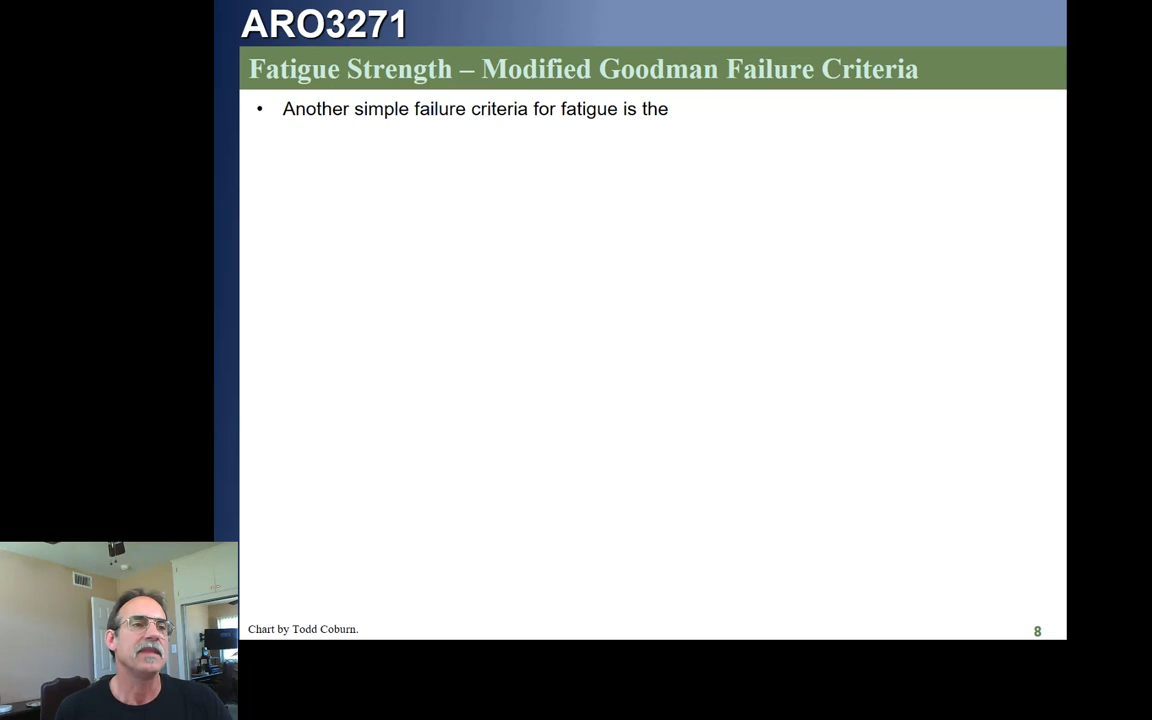 ARO3271
Fatigue Strength – Modified Goodman Failure Criteria
• Another simple failure criteria for fatigue is the
Chart by Todd Coburn.
8